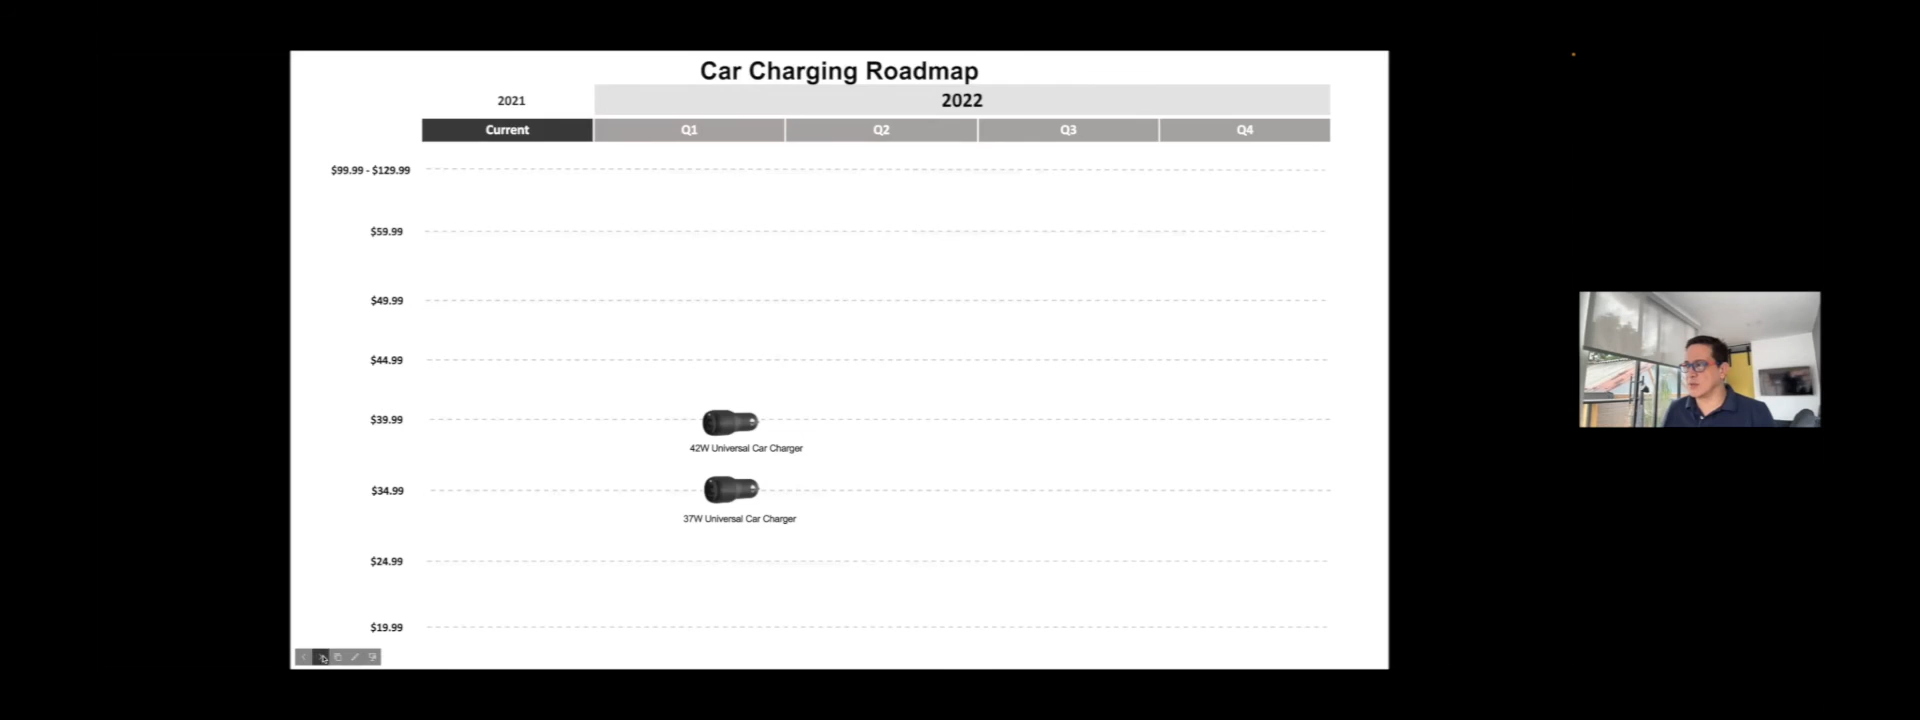 Car Charging Roadmap
2021
2022
Current
Q1
Q2
Q3
Q4
$99.99 - $129.99
$59.99
$49.99
$44.99
$39.99
42W Universal Car Charger
$34.99
37W Universal Car Charger
$24.99
$19.99